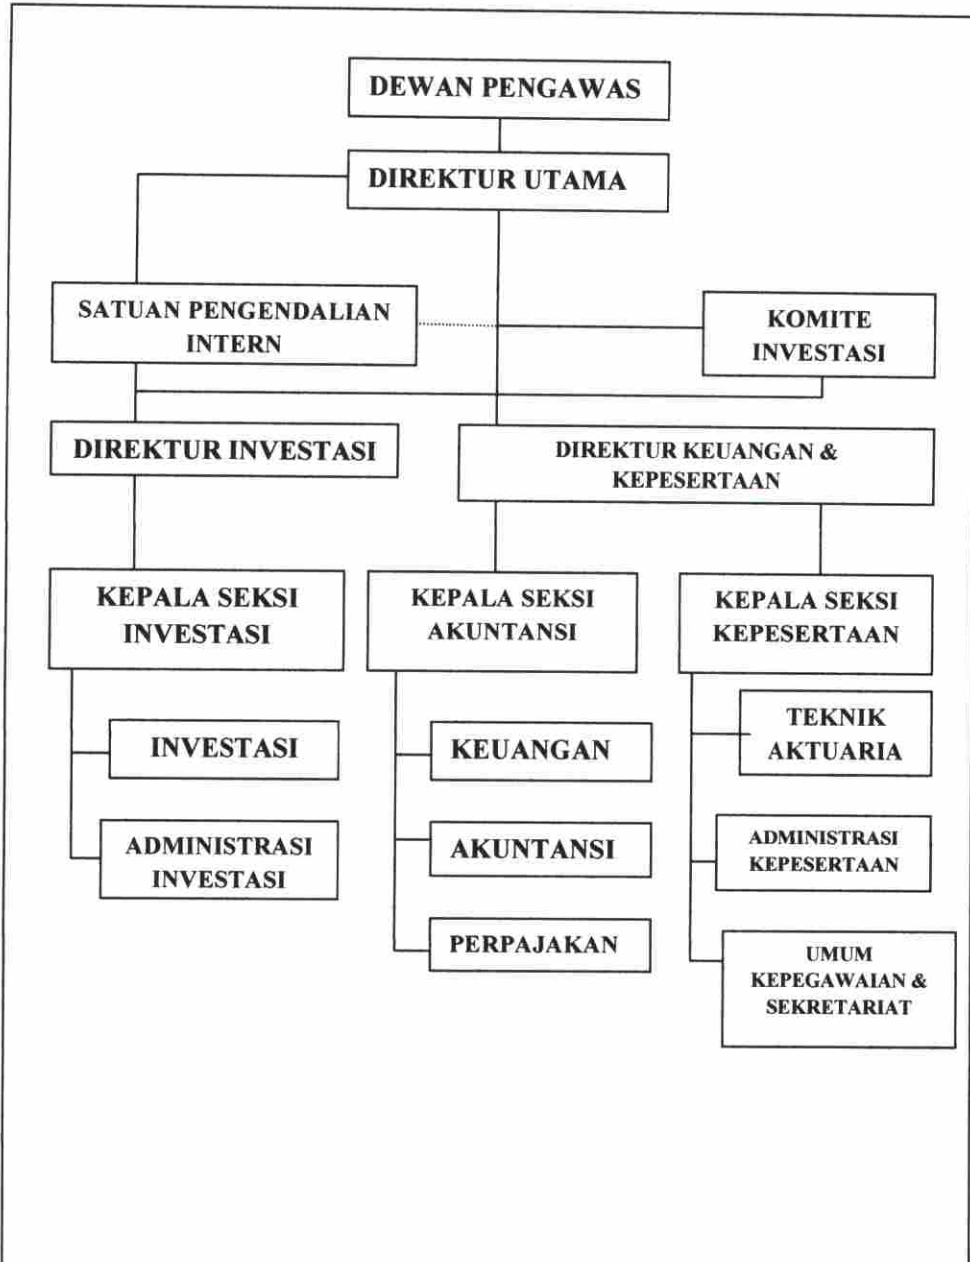 DEWAN PENGAWAS
DIREKTUR UTAMA
SATUAN PENGENDALIAN
INTERN
KOMITE
INVESTASI
DIREKTUR INVESTASI
DIREKTUR KEUANGAN &
KEPESERTAAN
KEPALA SEKSI
INVESTASI
KEPALA SEKSI
AKUNTANSI
KEPALA SEKSI
KEPESERTAAN
INVESTASI
ADMINISTRASI
INVESTASI
KEUANGAN
AKUNTANSI
PERPAJAKAN
TEKNIK
AKTUARIA
ADMINISTRASI
KEPESERTAAN
UMUM
KEPEGAWAIAN &
SEKRETARIAT